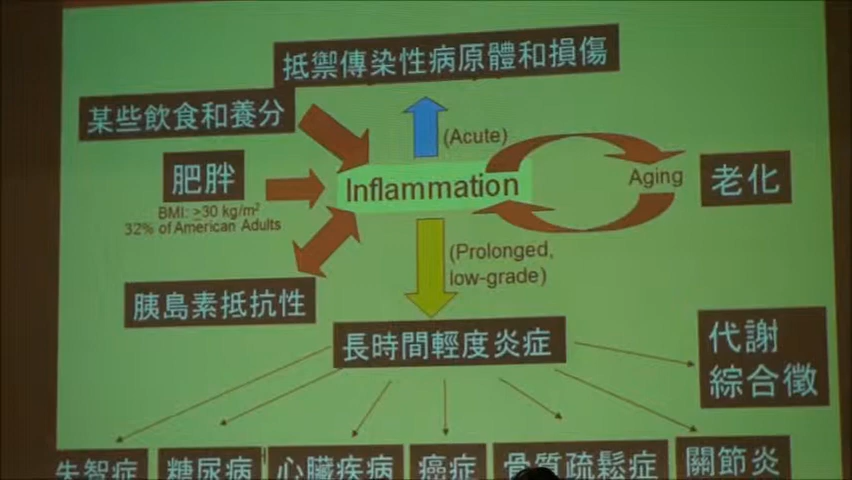 抵禦傳染性病原體和損傷
某些飲食和養分
(Acute)
肥胖
Inflammation
Aging
老化
BMI: ≥30 kg/m²
32% of American Adults
(Prolonged,
low-grade)
胰島素抵抗性
長時間輕度炎症
代謝
綜合徵
失智症
糖尿病
心臟疾病
癌症
骨質疏鬆症
關節炎